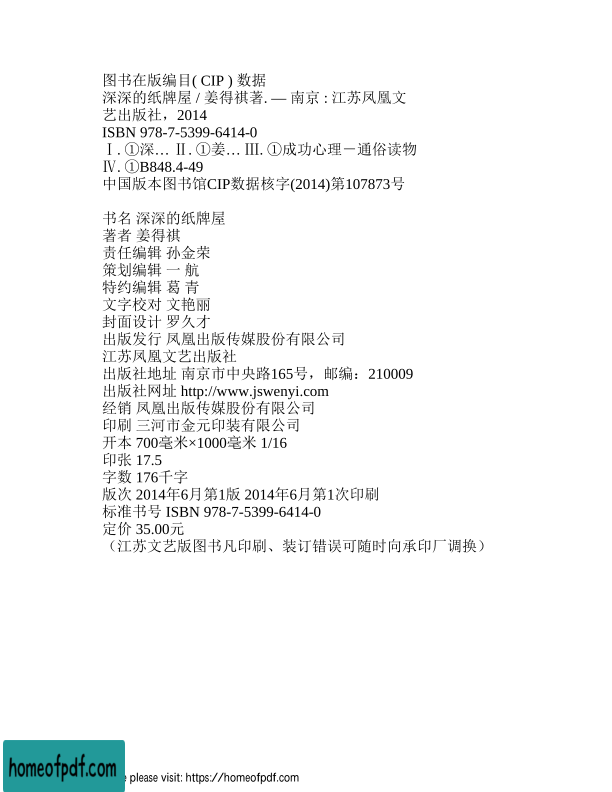 图书在版编目( CIP ) 数据
深深的纸牌屋 / 姜得祺著. — 南京 : 江苏凤凰文
艺出版社，2014
ISBN 978-7-5399-6414-0
Ⅰ. ①深… Ⅱ. ①姜… Ⅲ. ①成功心理－通俗读物
Ⅳ. ①B848.4-49
中国版本图书馆CIP数据核字(2014)第107873号
书名 深深的纸牌屋
著者 姜得祺
责任编辑 孙金荣
策划编辑 一 航
特约编辑 葛 青
文字校对 文艳丽
封面设计 罗久才
出版发行 凤凰出版传媒股份有限公司
江苏凤凰文艺出版社
出版社地址 南京市中央路165号，邮编：210009
出版社网址 http://www.jswenyi.com
经销 凤凰出版传媒股份有限公司
印刷 三河市金元印装有限公司
开本 700毫米×1000毫米 1/16
印张 17.5
字数 176千字
版次 2014年6月第1版 2014年6月第1次印刷
标准书号 ISBN 978-7-5399-6414-0
定价 35.00元
（江苏文艺版图书凡印刷、装订错误可随时向承印厂调换）
homeofpdf.com
please visit: https://homeofpdf.com